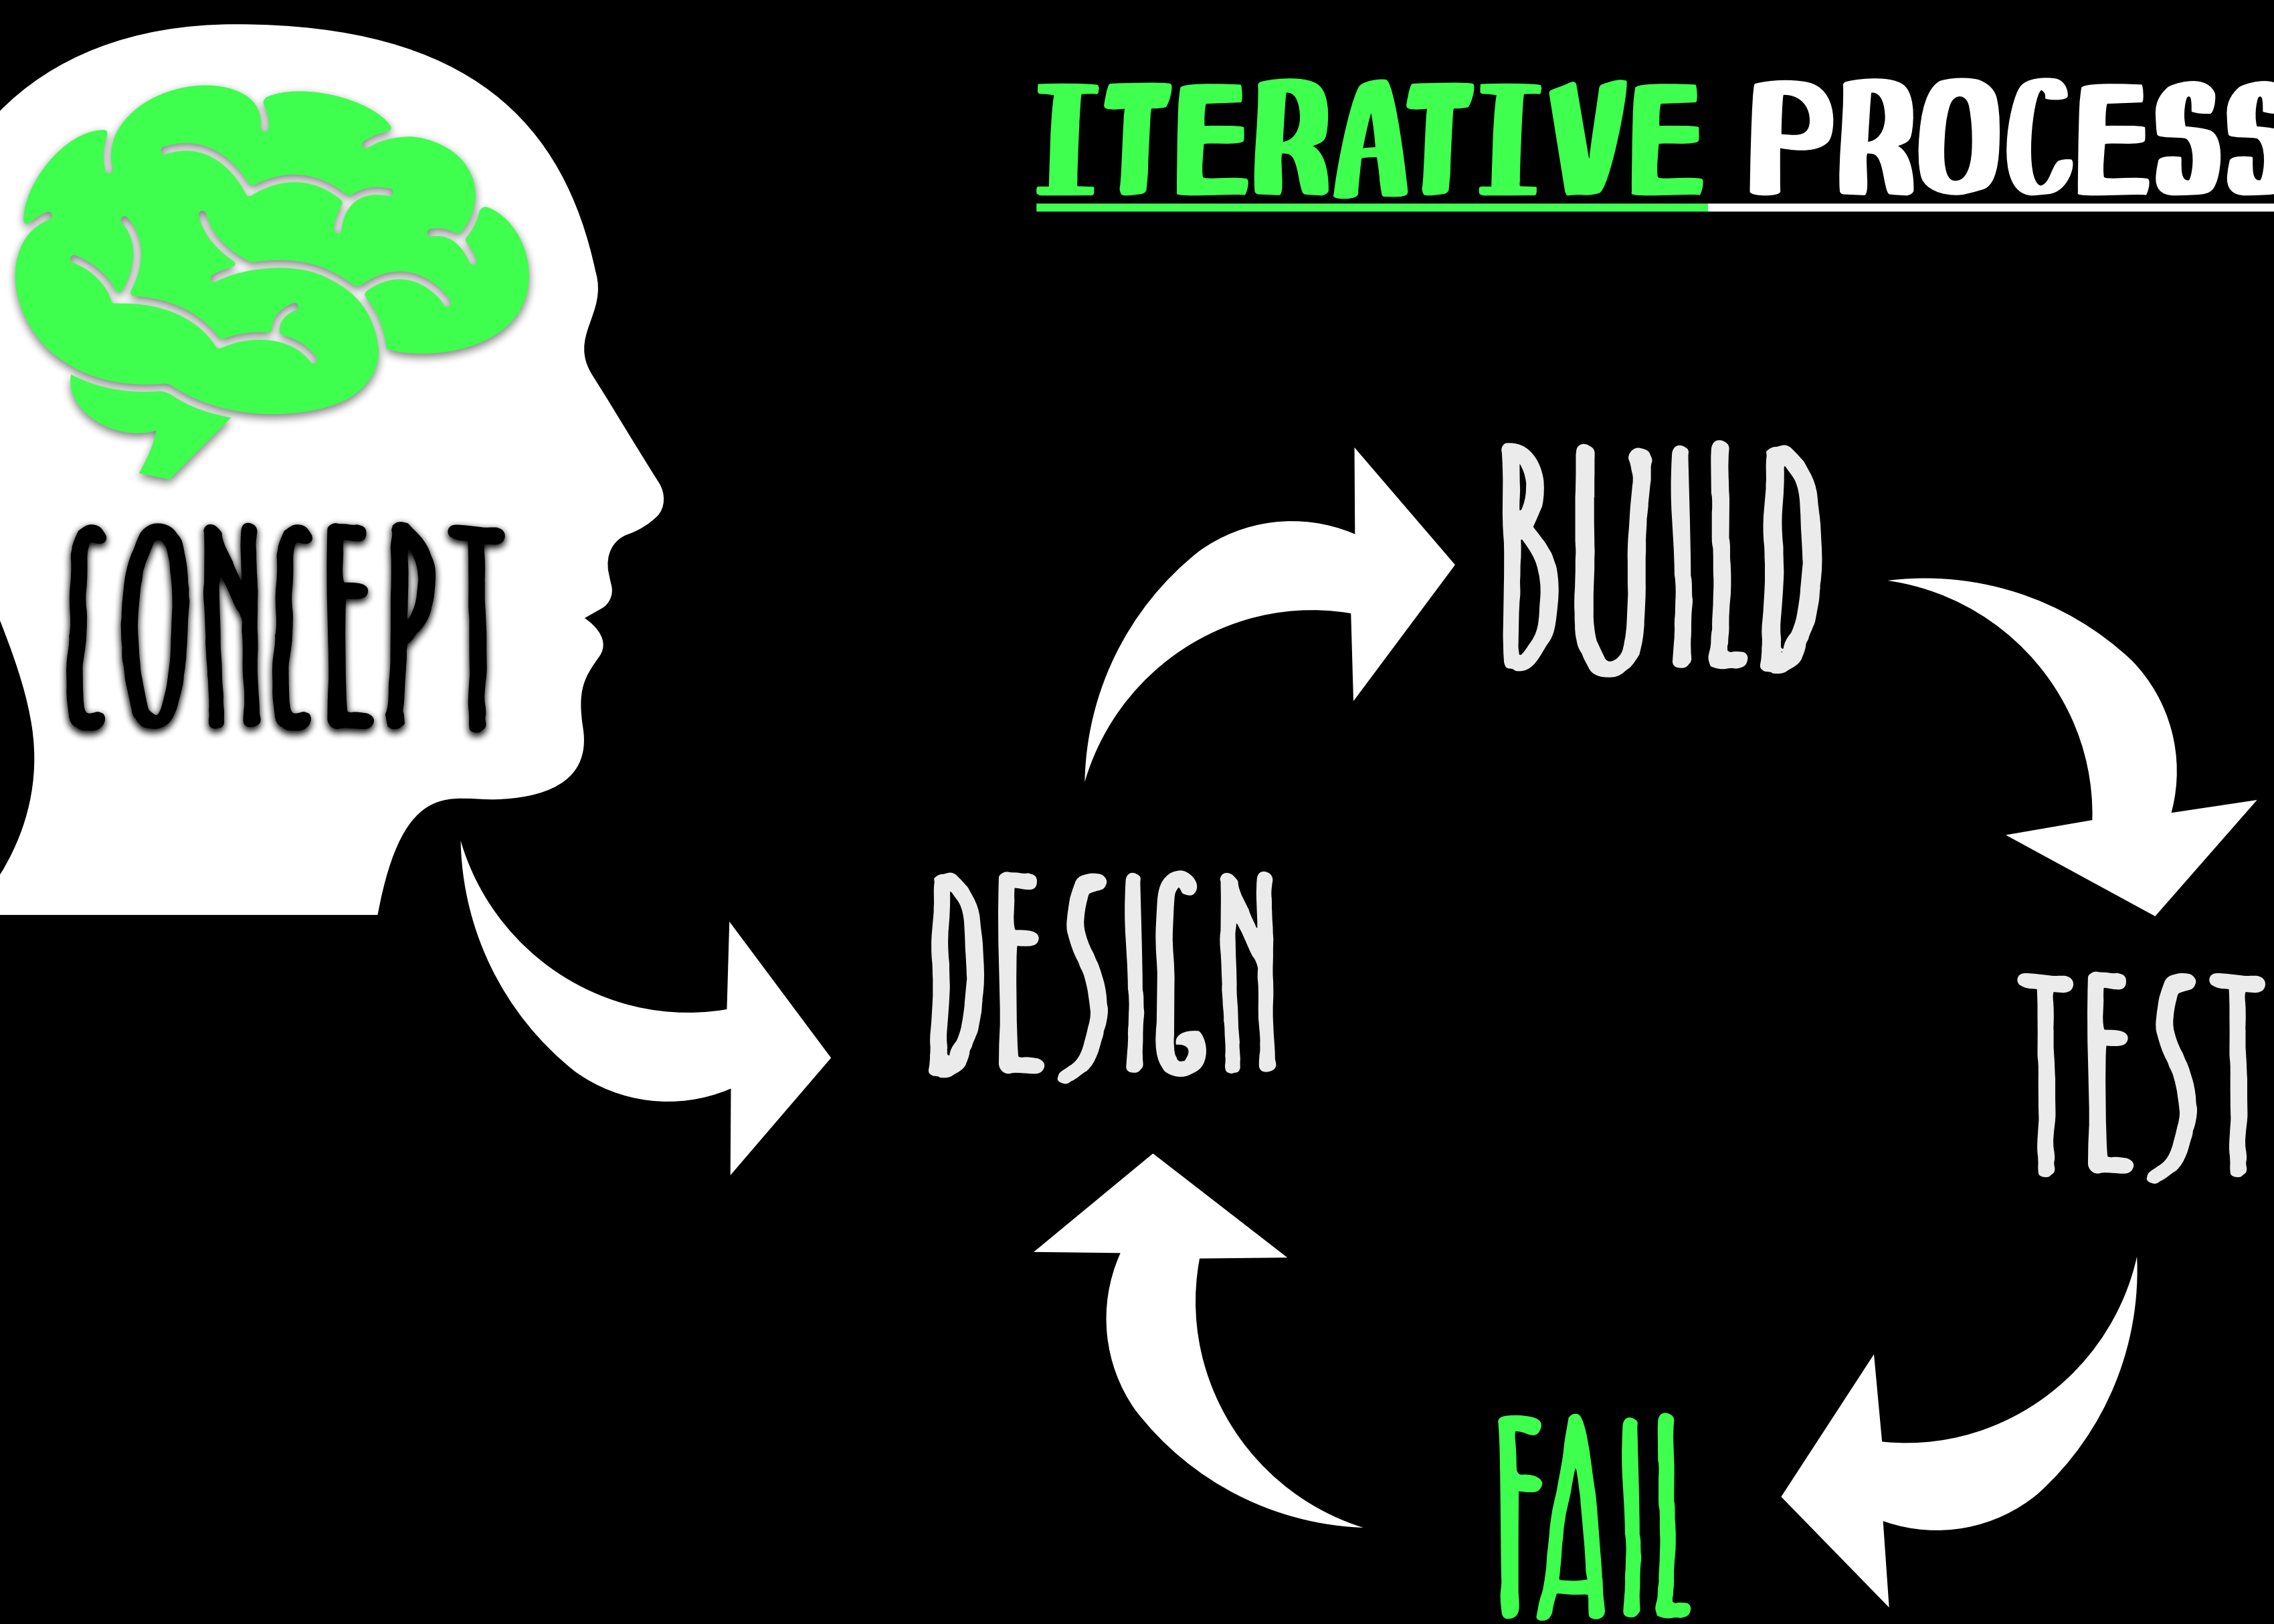 ITERATIVE PROCESS
CONCEPT
BUILD
DESIGN
TEST
FAIL